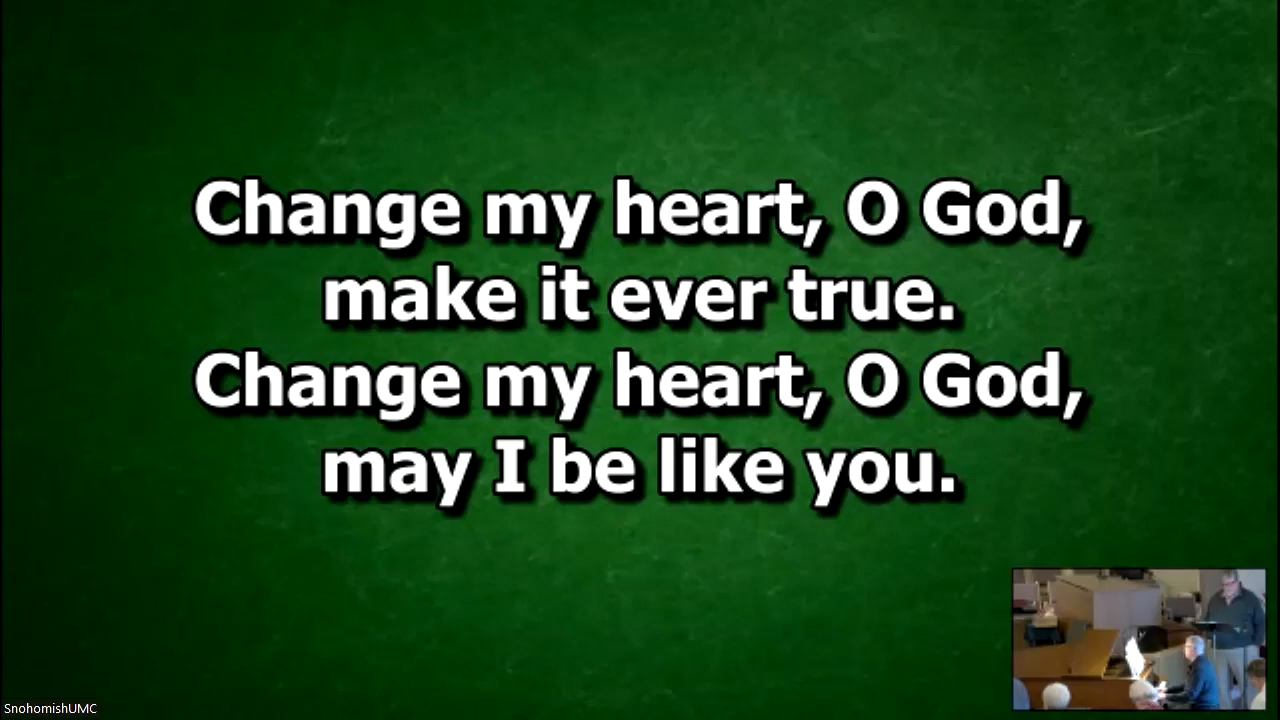 Change my heart, O God,
make it ever true.
Change my heart, O God,
may I be like you.
SnohomishUMC